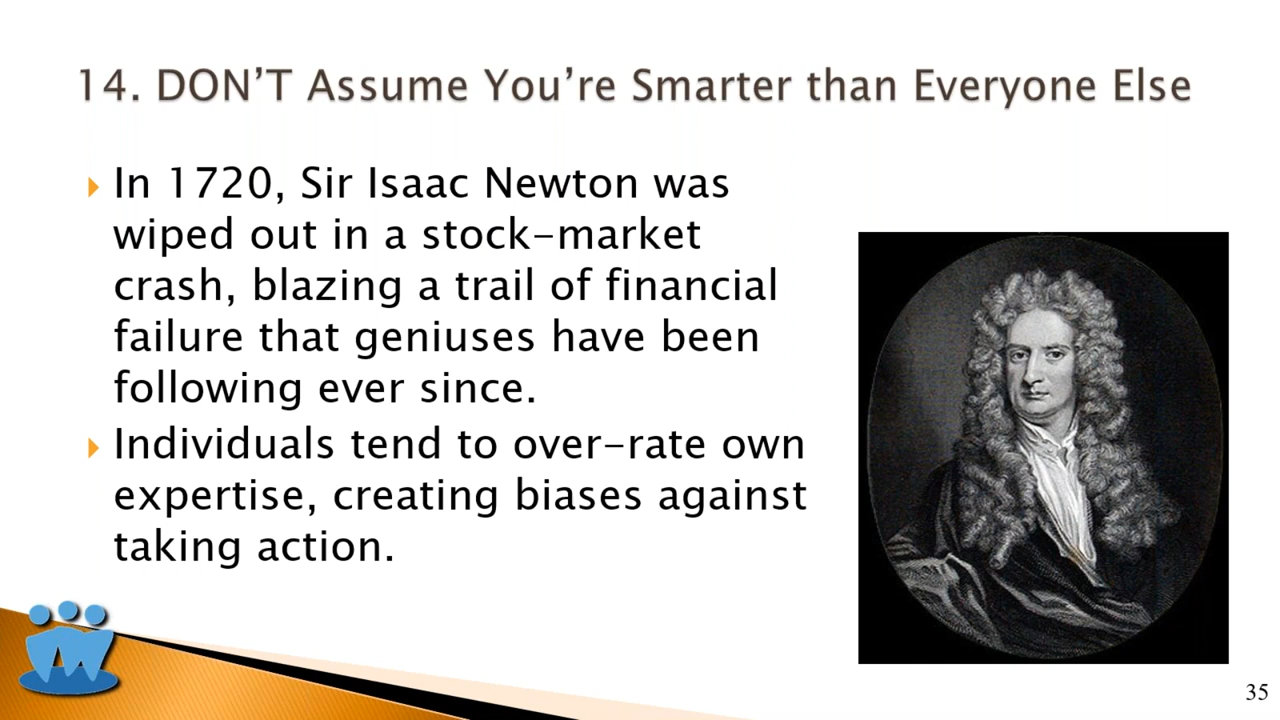 14. DON’T Assume You’re Smarter than Everyone Else
In 1720, Sir Isaac Newton was
wiped out in a stock-market
crash, blazing a trail of financial
failure that geniuses have been
following ever since.
Individuals tend to over-rate own
expertise, creating biases against
taking action.
35